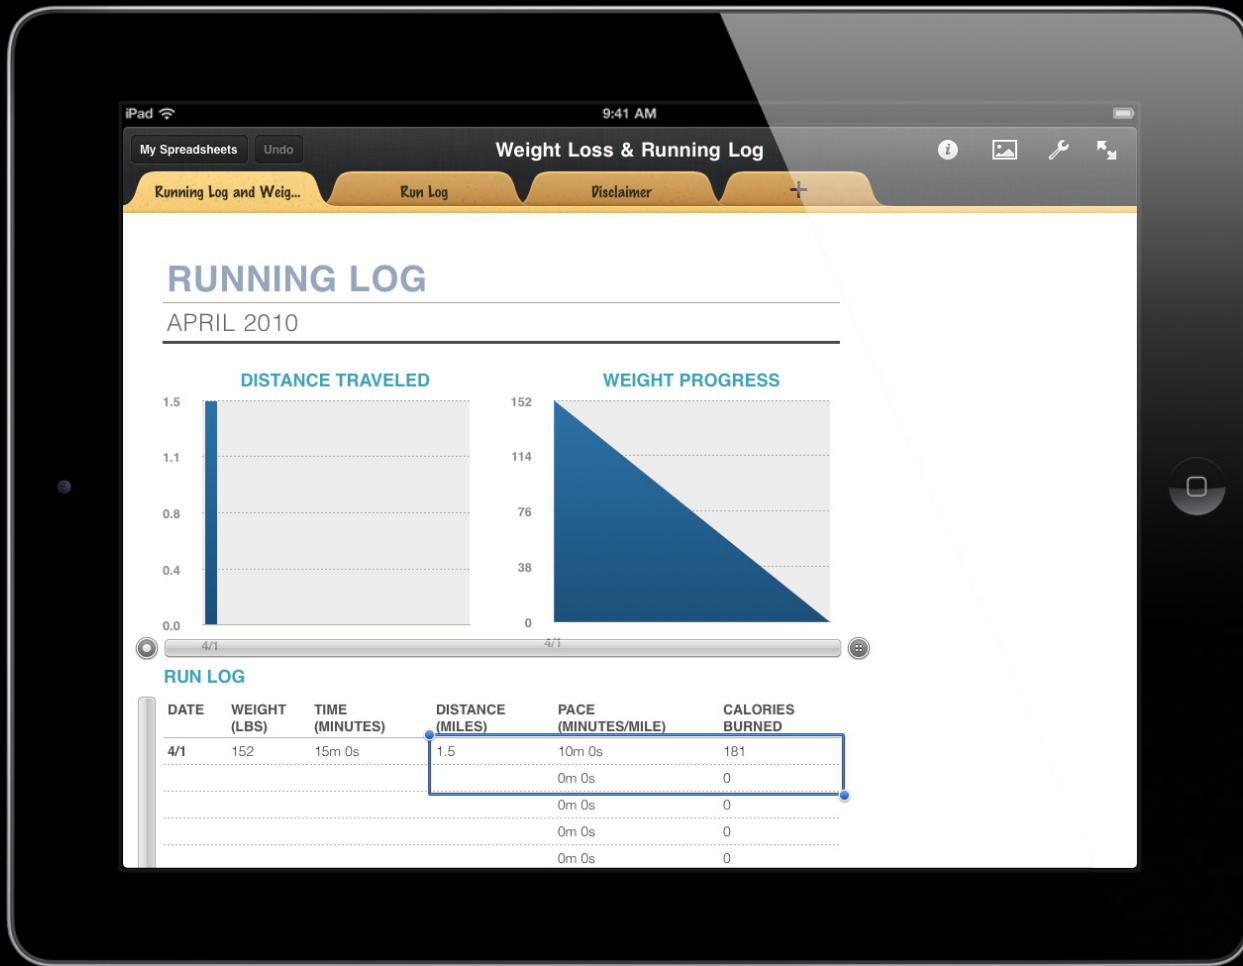 iPad 9:41 AM
My Spreadsheets Undo Weight Loss & Running Log
Running Log and Weig... Run Log Disclaimer +
RUNNING LOG
APRIL 2010
DISTANCE TRAVELED WEIGHT PROGRESS
1.5 152
1.1 114
0.8 76
0.4 38
0.0 0
4/1 4/1
RUN LOG
DATE WEIGHT TIME DISTANCE PACE CALORIES
(LBS) (MINUTES) (MILES) (MINUTES/MILE) BURNED
4/1 152 15m 0s 1.5 10m 0s 181
0m 0s 0
0m 0s 0
0m 0s 0
0m 0s 0